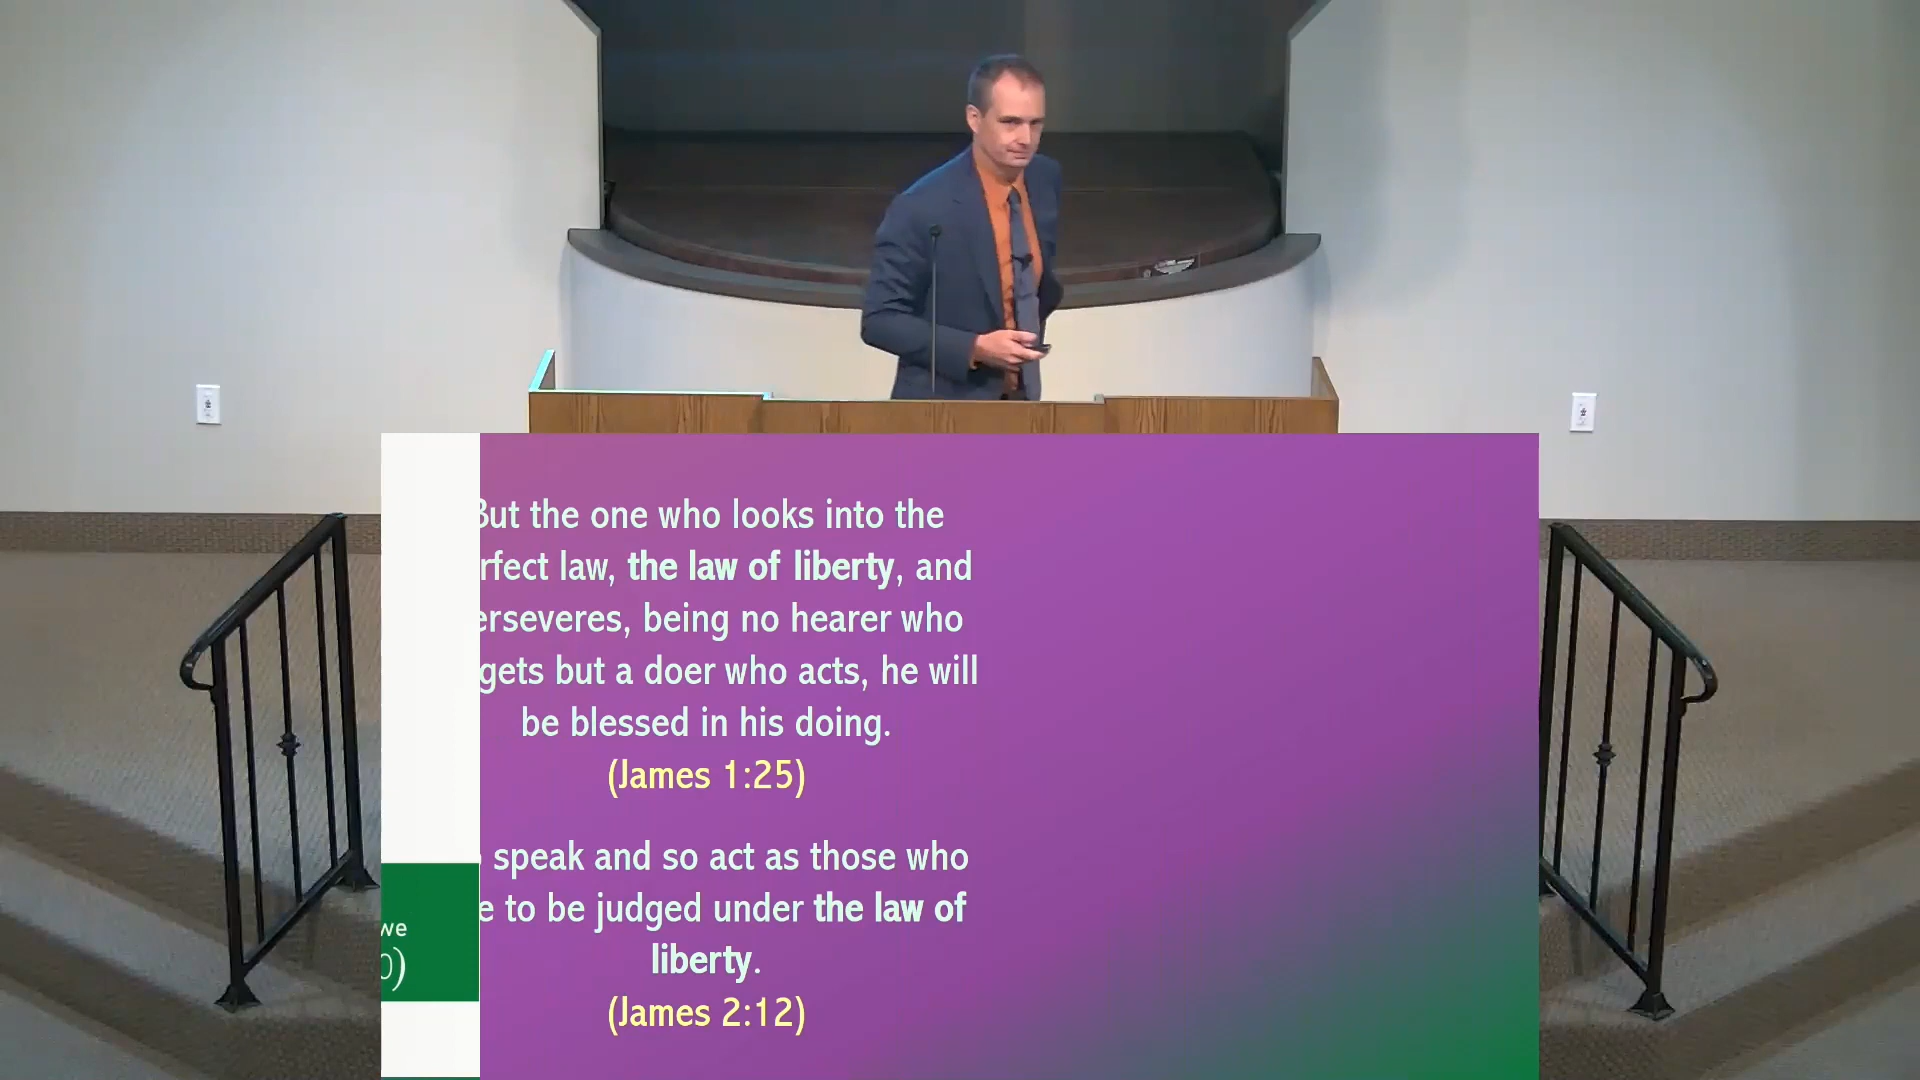 But the one who looks into the
rfect law, the law of liberty, and
erseveres, being no hearer who
gets but a doer who acts, he will
be blessed in his doing.
(James 1:25)
speak and so act as those who
e to be judged under the law of
liberty.
(James 2:12)
we
0)